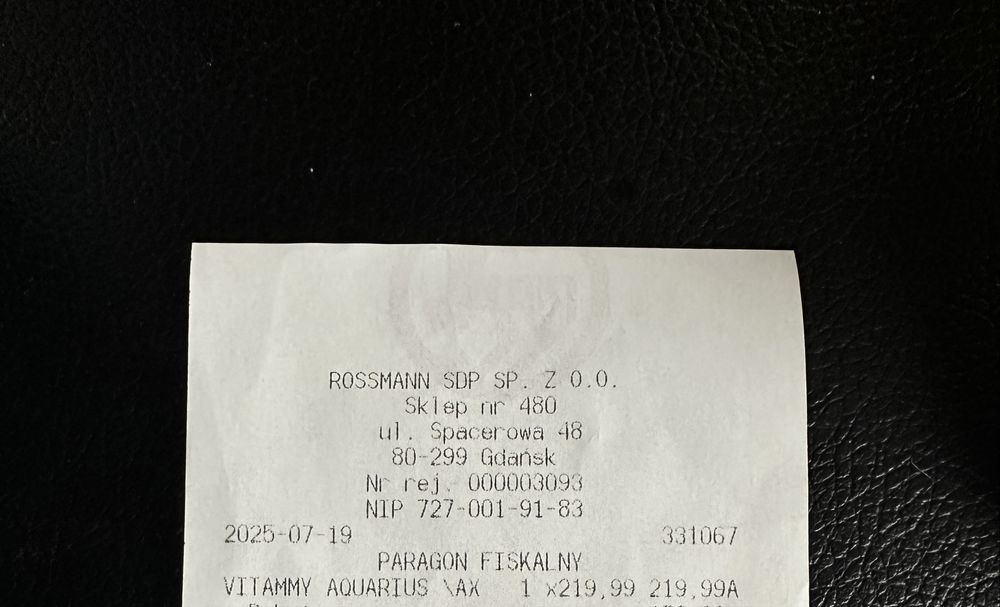 ROSSMANN SDP SP. Z O.O.
Sklep nr 480
ul. Spacerowa 48
80-299 Gdańsk
Nr rej. 000003093
NIP 727-001-91-83
2025-07-19 331067
PARAGON FISKALNY
VITAMMY AQUARIUS \AX 1 x219,99 219,99A